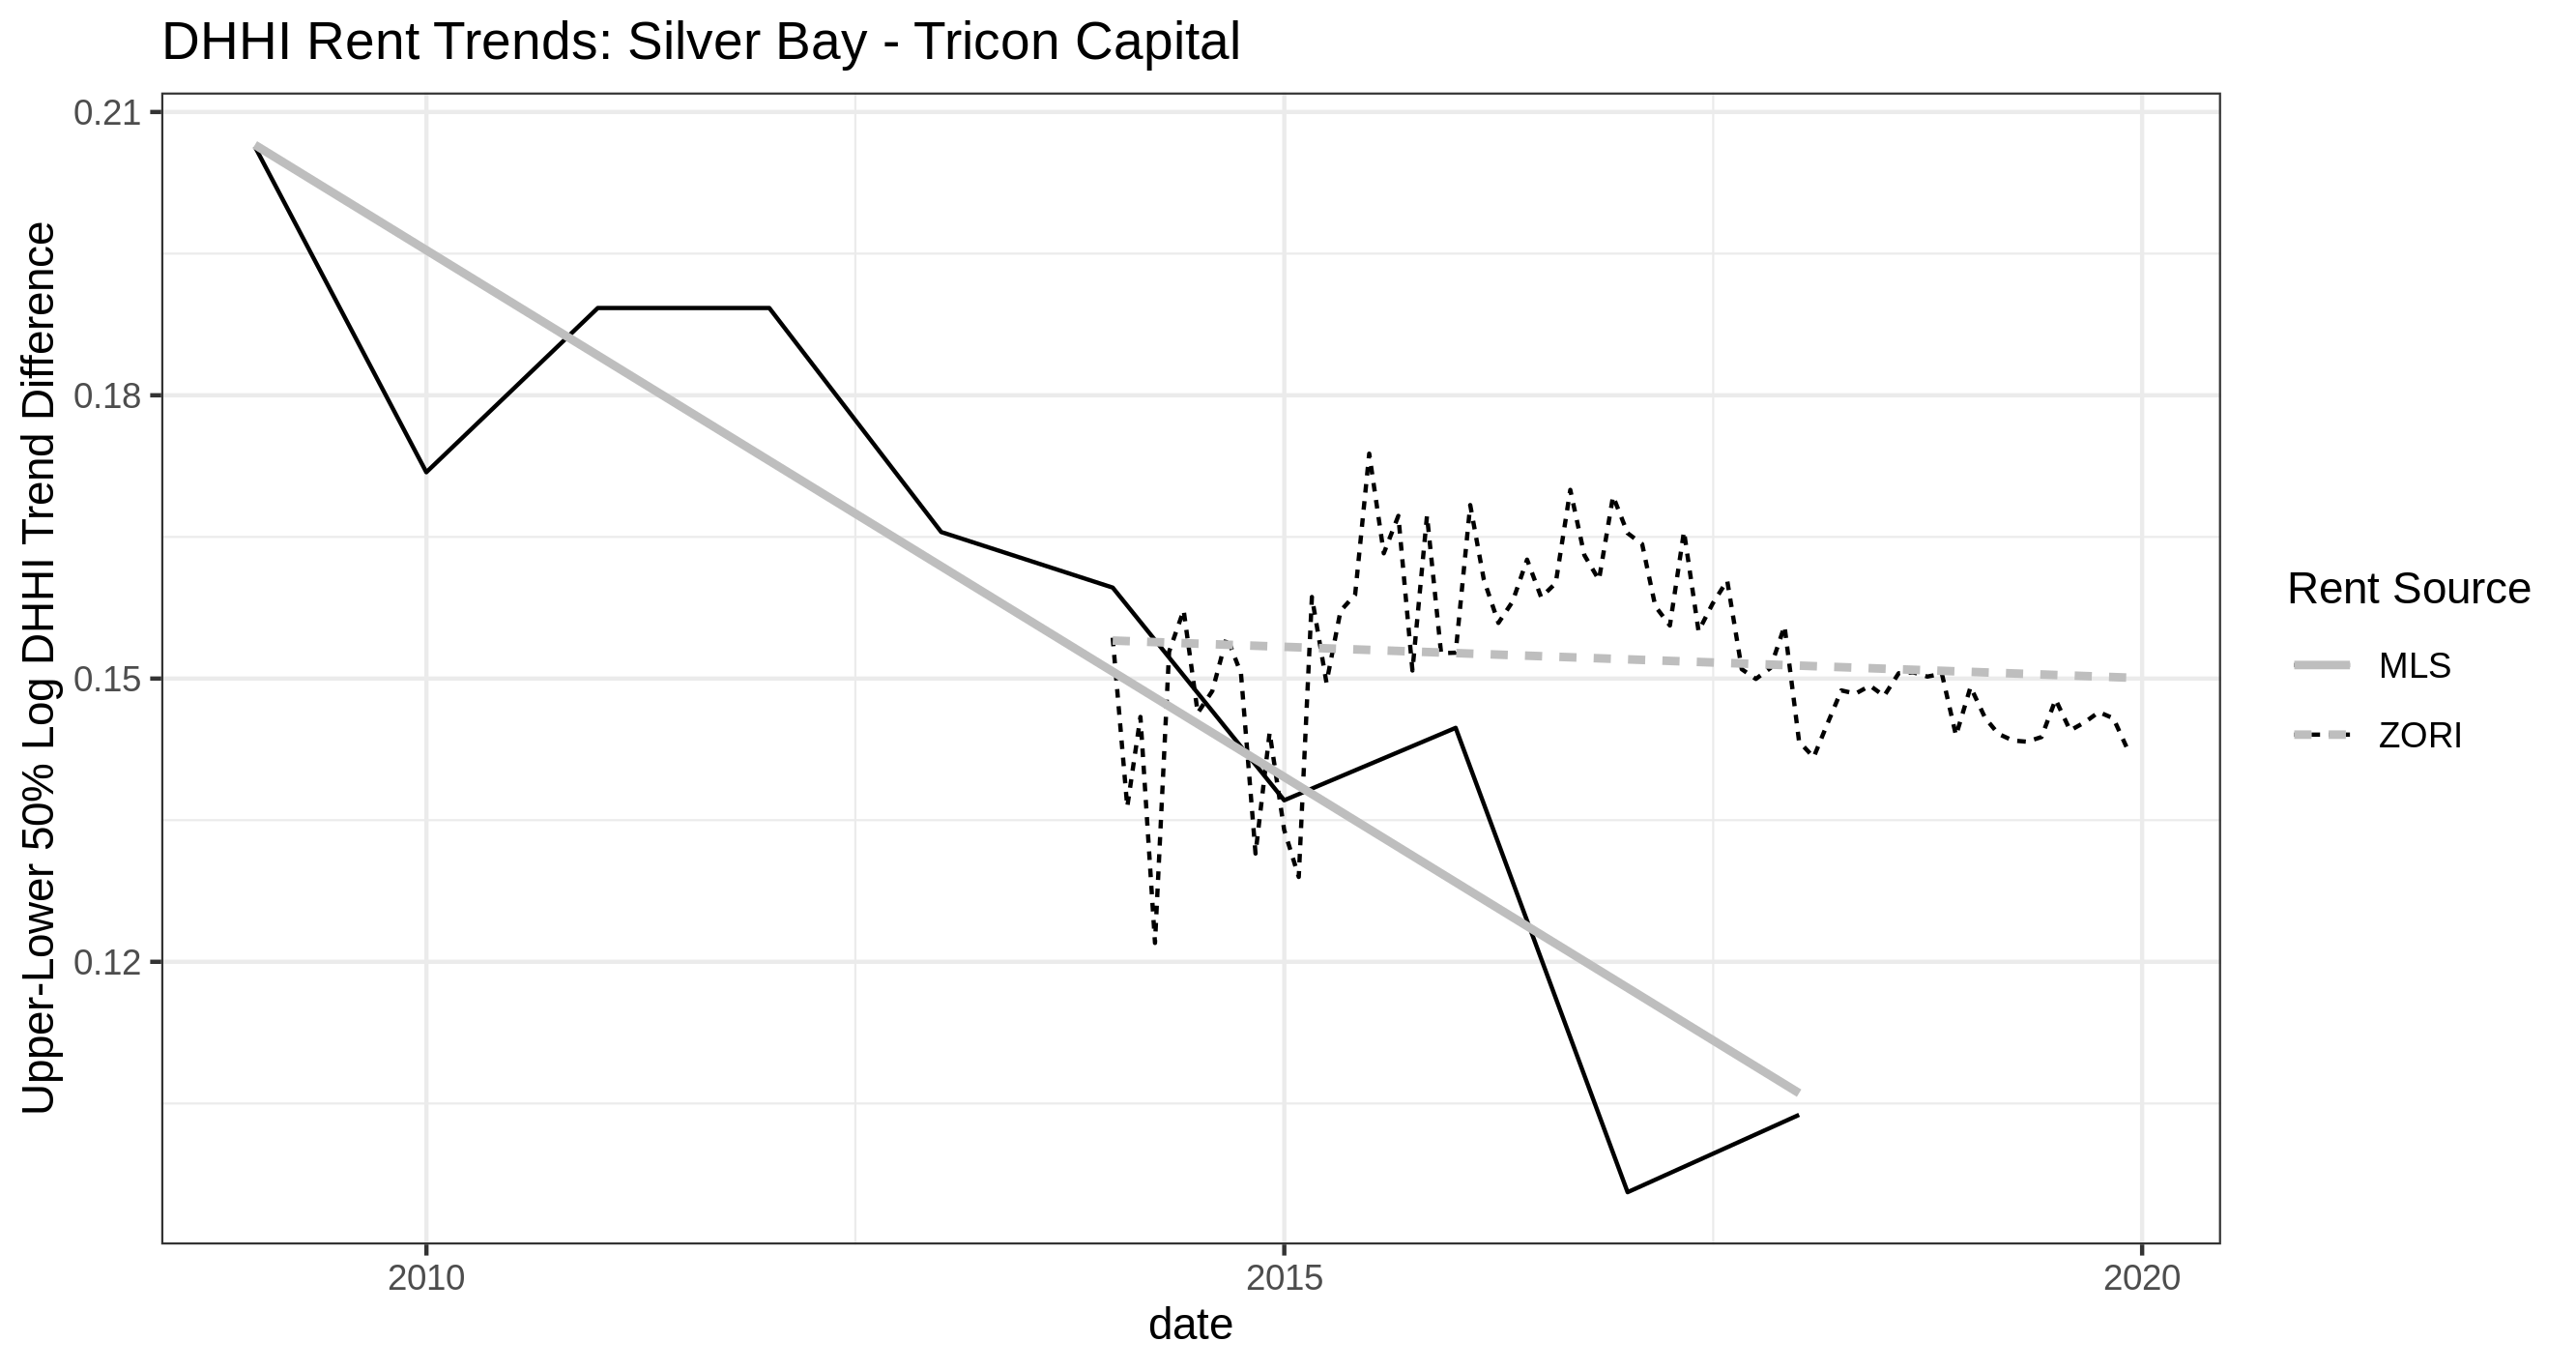 DHHI Rent Trends: Silver Bay - Tricon Capital
Upper-Lower 50% Log DHHI Trend Difference
0.21
0.18
0.15
0.12
2010
2015
2020
date
Rent Source
MLS
ZORI